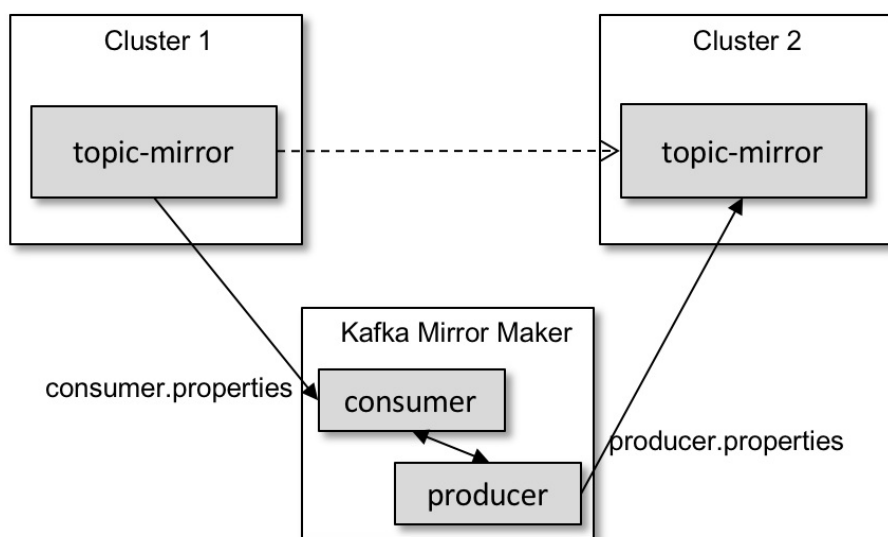 Cluster 1
Cluster 2
topic-mirror
topic-mirror
Kafka Mirror Maker
consumer.properties
consumer
producer.properties
producer